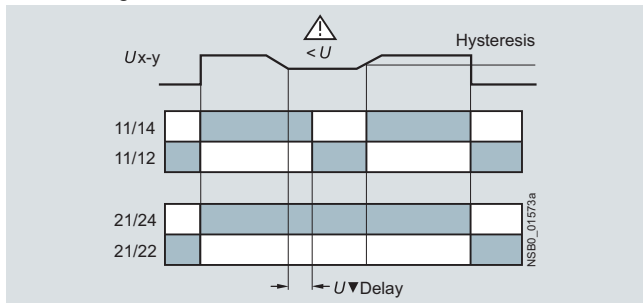 < U
Hysteresis
Ux-y
11/14
11/12
21/24
21/22
U▼Delay
NSB0_01573a